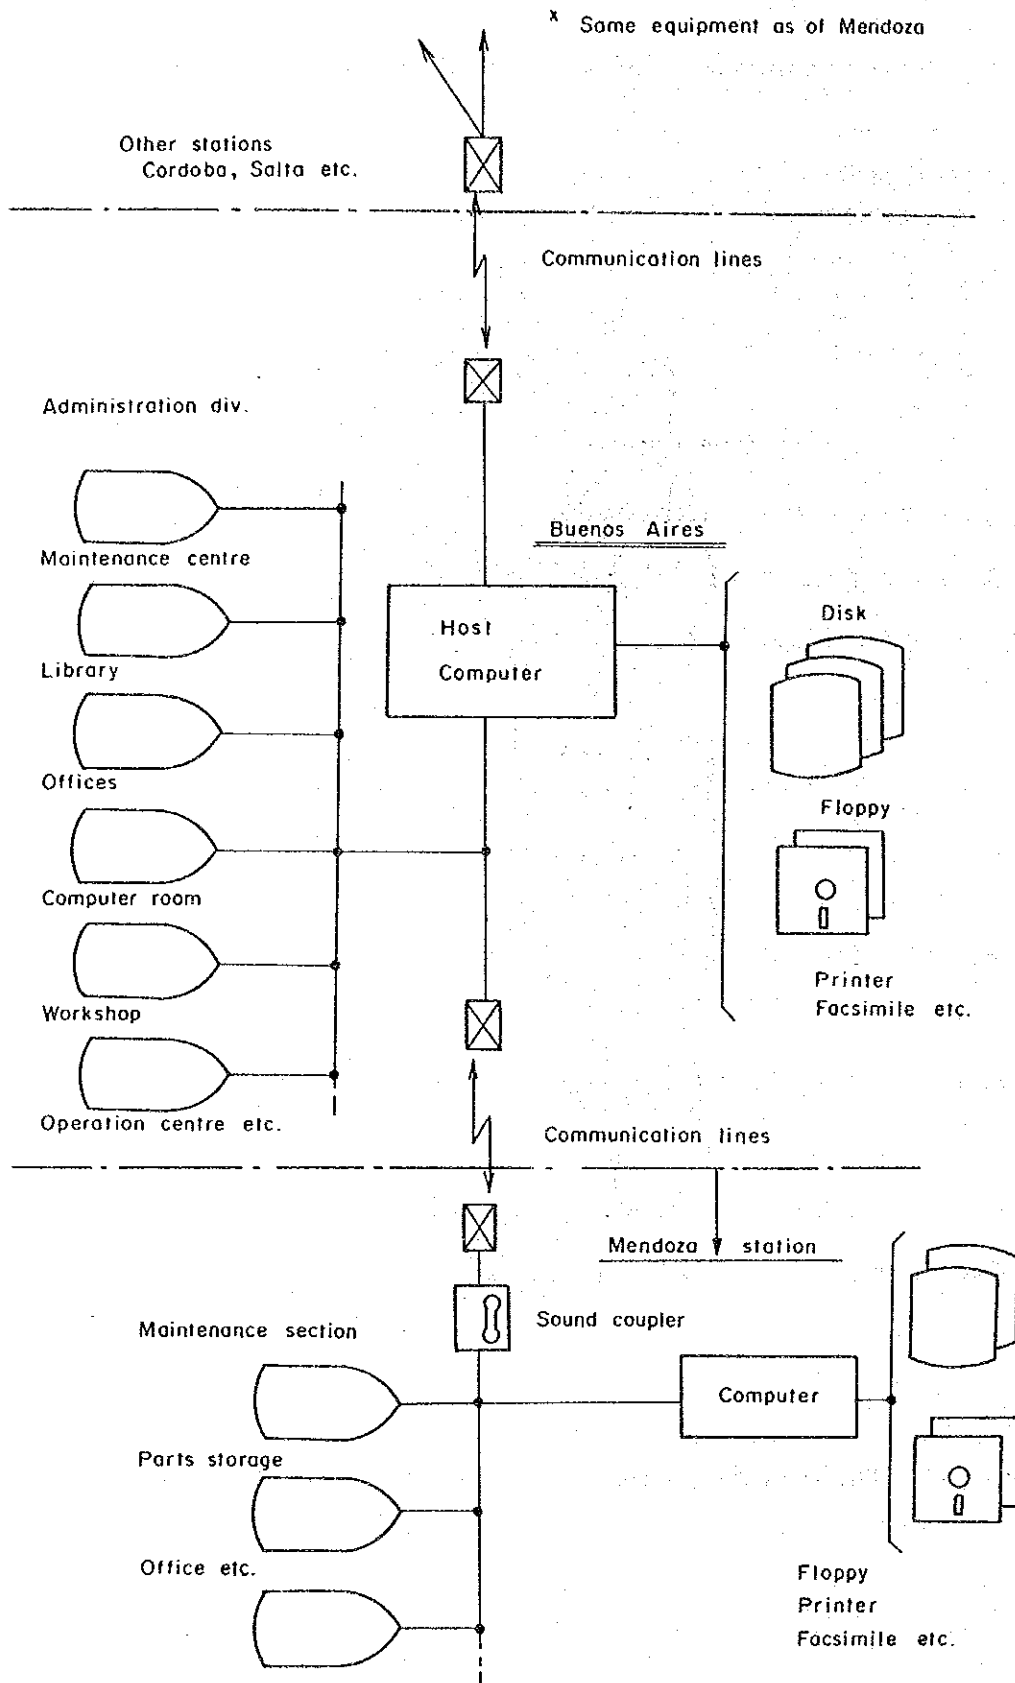 x Same equipment as of Mendoza
Other stations
Cordoba, Salta etc.
Communication lines
Administration div.
Maintenance centre
Library
Offices
Computer room
Workshop
Operation centre etc.
Buenos Aires
Host
Computer
Disk
Floppy
Printer
Facsimile etc.
Communication lines
Mendoza station
Sound coupler
Maintenance section
Computer
Parts storage
Office etc.
Floppy
Printer
Facsimile etc.